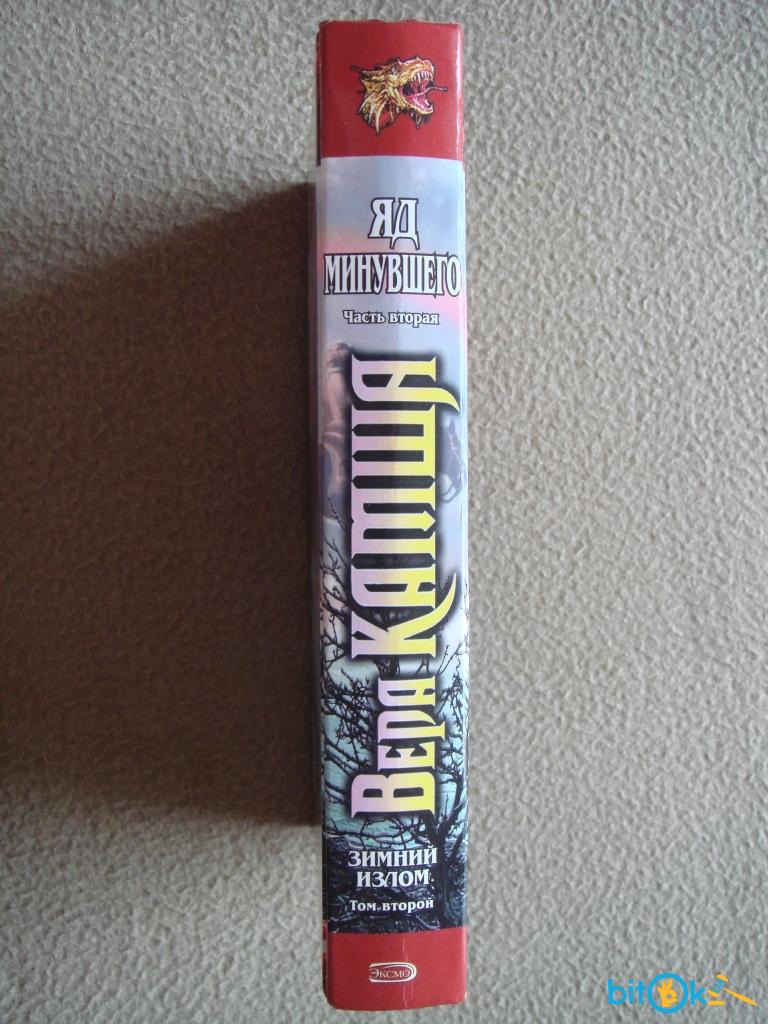 ЯД
МИНУВШЕГО
Часть вторая
Вера КАМША
ЗИМНИЙ
ИЗЛОМ
Том второй
ЭКСМО
bitOk